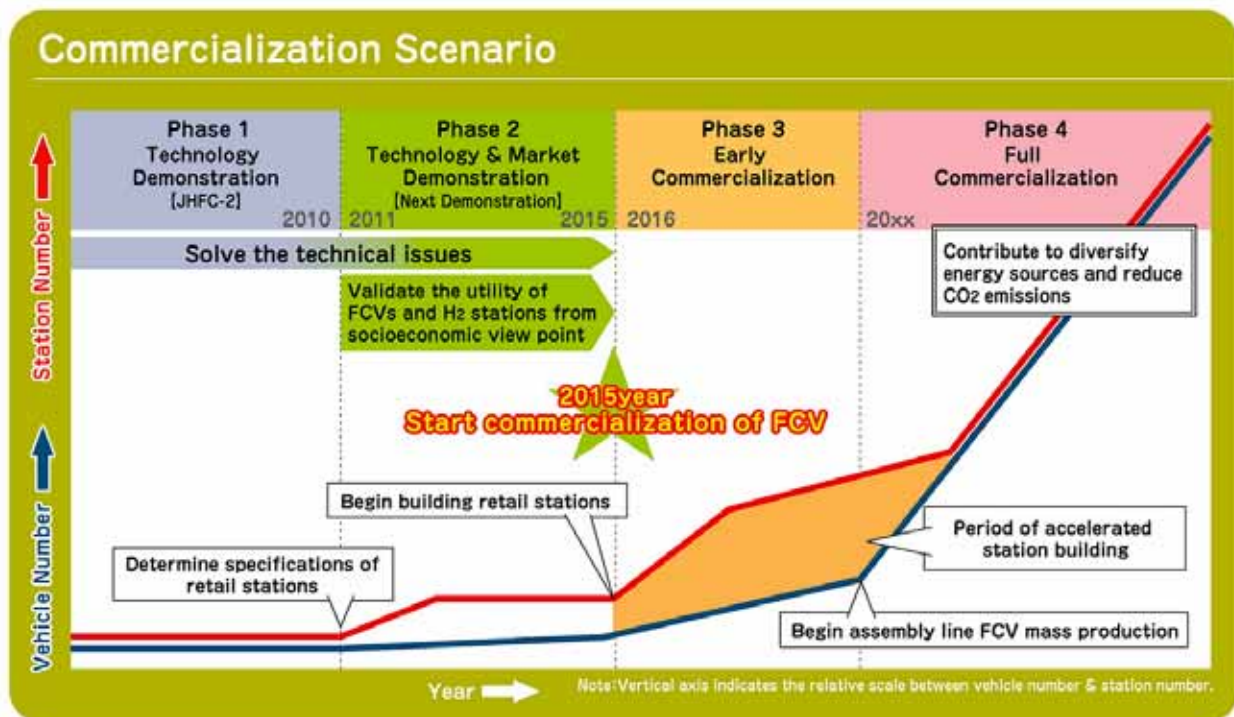 Commercialization Scenario
Station Number
Vehicle Number
Phase 1
Technology
Demonstration
[JHFC-2]
2010
Phase 2
Technology & Market
Demonstration
[Next Demonstration]
2011
2015
Phase 3
Early
Commercialization
2016
Phase 4
Full
Commercialization
20xx
Solve the technical issues
Validate the utility of
FCVs and H2 stations from
socioeconomic view point
Contribute to diversify
energy sources and reduce
CO2 emissions
2015year
Start commercialization of FCV
Begin building retail stations
Determine specifications of
retail stations
Period of accelerated
station building
Begin assembly line FCV mass production
Year
Note:Vertical axis indicates the relative scale between vehicle number & station number.